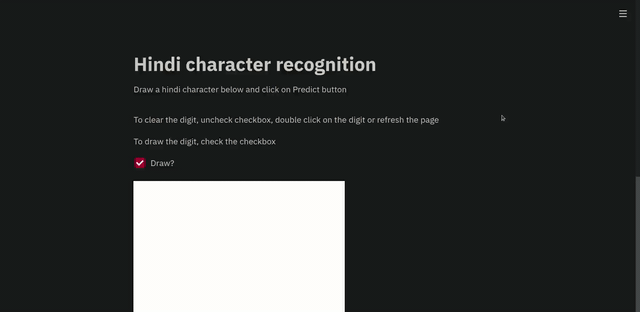 Hindi character recognition
Draw a hindi character below and click on Predict button
To clear the digit, uncheck checkbox, double click on the digit or refresh the page
To draw the digit, check the checkbox
Draw?